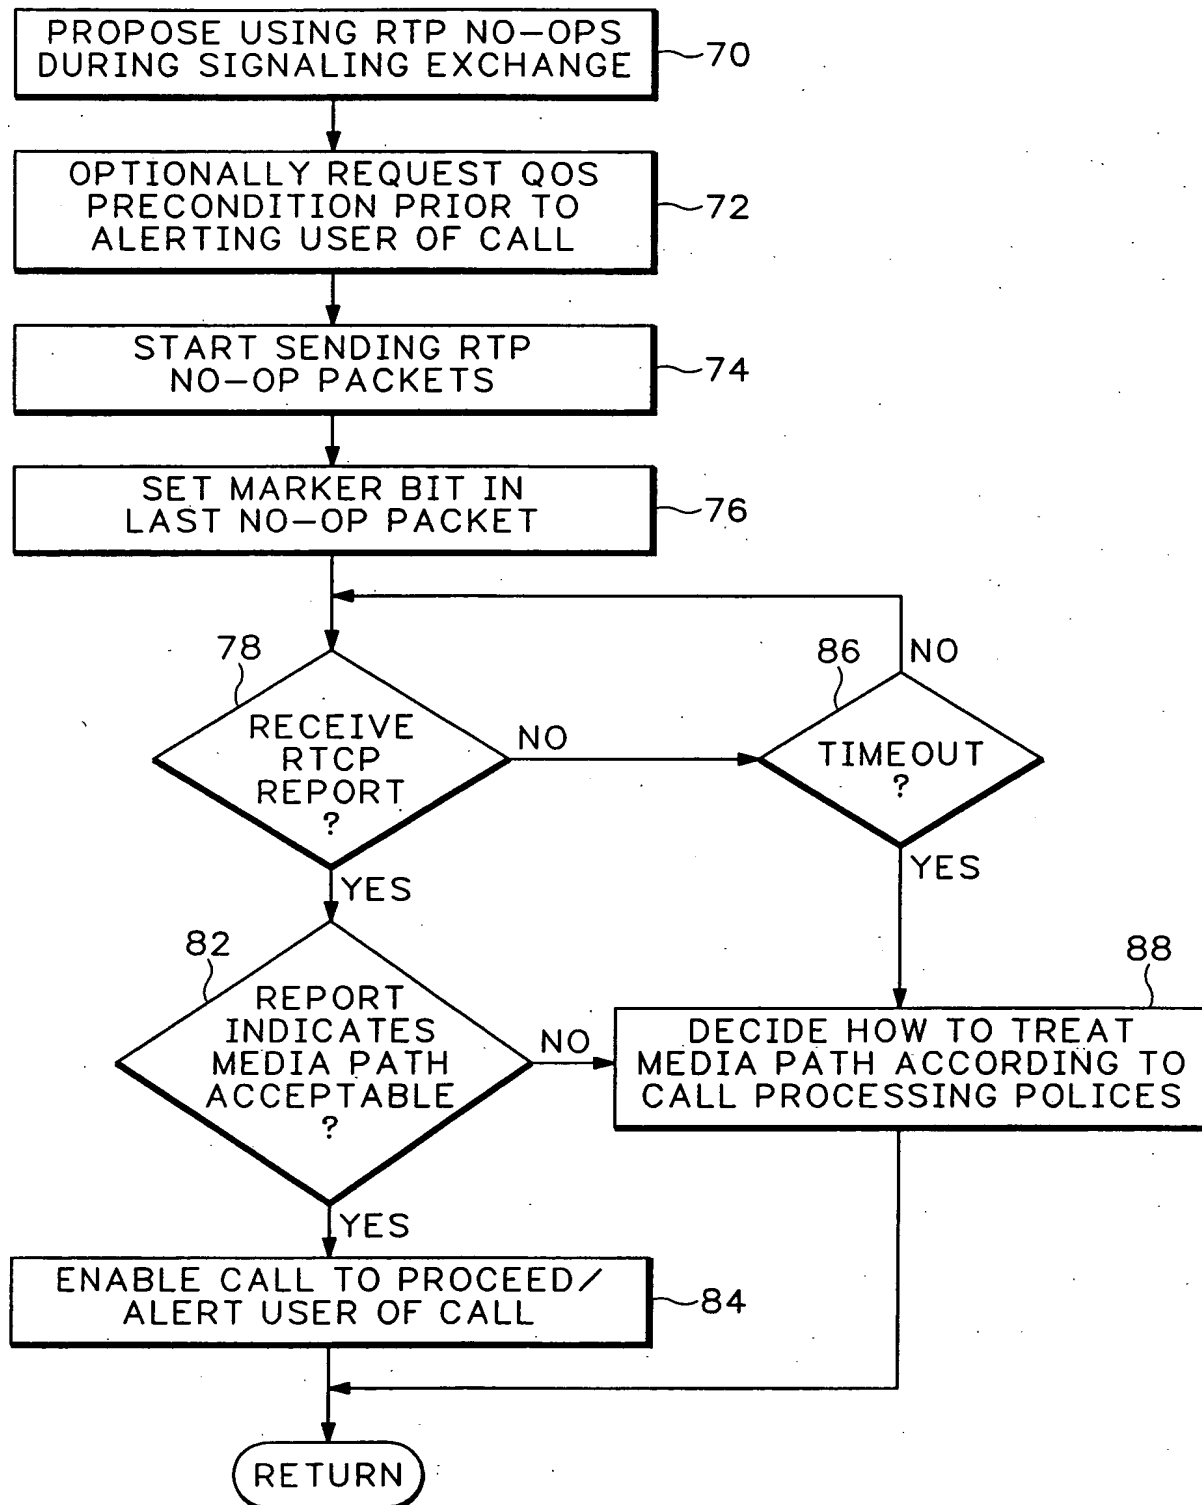 PROPOSE USING RTP NO-OPS
DURING SIGNALING EXCHANGE
70
OPTIONALLY REQUEST QOS
PRECONDITION PRIOR TO
ALERTING USER OF CALL
72
START SENDING RTP
NO-OP PACKETS
74
SET MARKER BIT IN
LAST NO-OP PACKET
76
78
RECEIVE
RTCP
REPORT
?
NO
YES
86
NO
TIMEOUT
?
YES
82
REPORT
INDICATES
MEDIA PATH
ACCEPTABLE
?
NO
YES
88
DECIDE HOW TO TREAT
MEDIA PATH ACCORDING TO
CALL PROCESSING POLICES
ENABLE CALL TO PROCEED/
ALERT USER OF CALL
84
RETURN